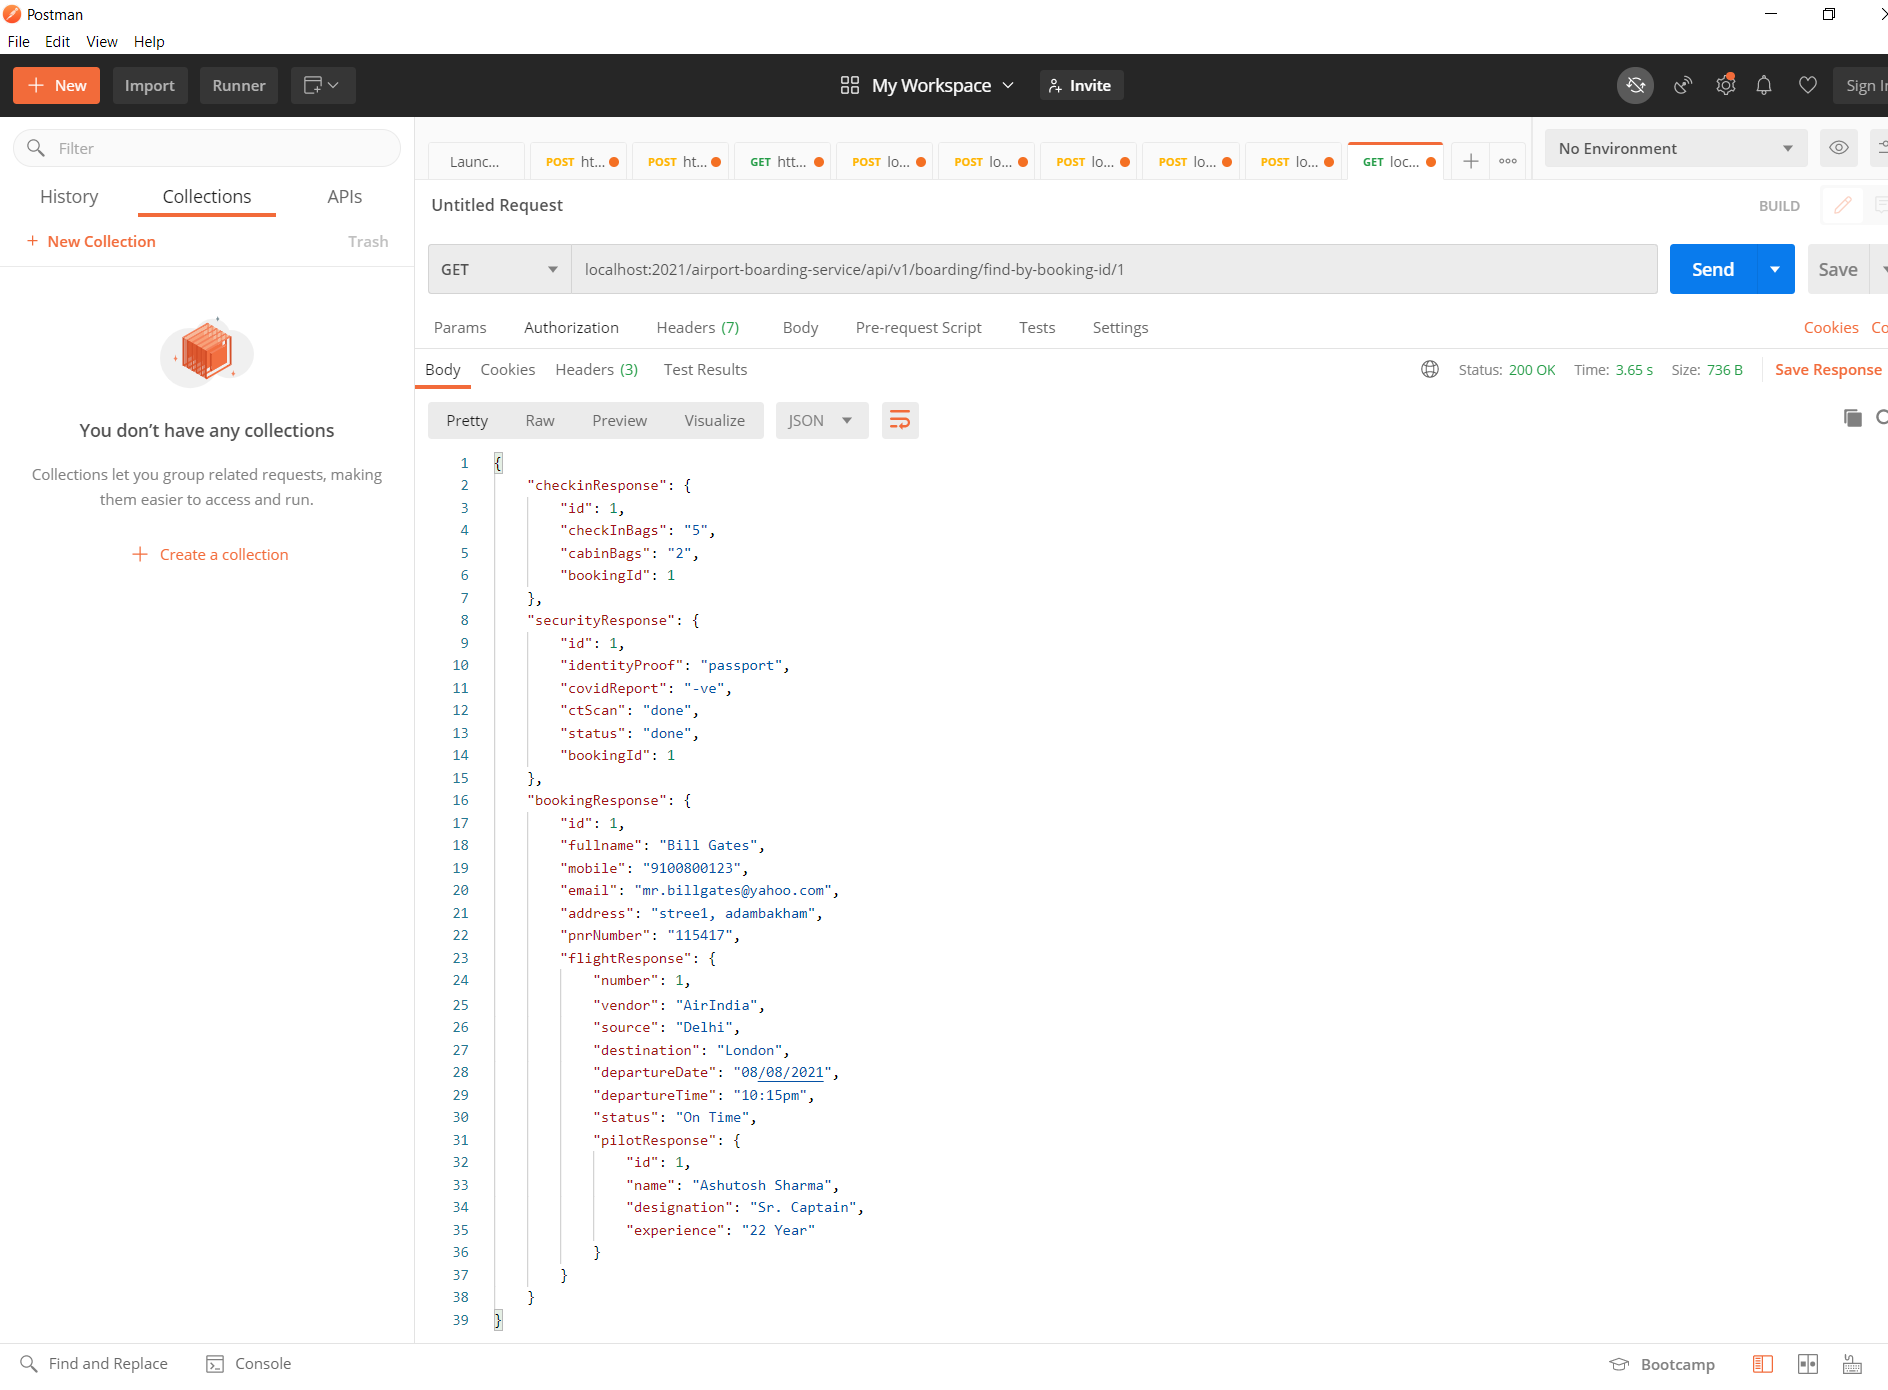 Postman
File Edit View Help
+ New Import Runner My Workspace Invite Sign In
Filter
History Collections APIs
+ New Collection Trash
You don’t have any collections
Collections let you group related requests, making
them easier to access and run.
+ Create a collection
Launc... POST ht... POST ht... GET htt... POST lo... POST lo... POST lo... POST lo... POST lo... GET loc... + ooo No Environment
Untitled Request BUILD
GET localhost:2021/airport-boarding-service/api/v1/boarding/find-by-booking-id/1 Send Save
Params Authorization Headers (7) Body Pre-request Script Tests Settings Cookies Co
Body Cookies Headers (3) Test Results Status: 200 OK Time: 3.65 s Size: 736 B Save Response
Pretty Raw Preview Visualize JSON
1 {
2 "checkinResponse": {
3 "id": 1,
4 "checkInBags": "5",
5 "cabinBags": "2",
6 "bookingId": 1
7 },
8 "securityResponse": {
9 "id": 1,
10 "identityProof": "passport",
11 "covidReport": "-ve",
12 "ctScan": "done",
13 "status": "done",
14 "bookingId": 1
15 },
16 "bookingResponse": {
17 "id": 1,
18 "fullname": "Bill Gates",
19 "mobile": "9100800123",
20 "email": "mr.billgates@yahoo.com",
21 "address": "stree1, adambakham",
22 "pnrNumber": "115417",
23 "flightResponse": {
24 "number": 1,
25 "vendor": "AirIndia",
26 "source": "Delhi",
27 "destination": "London",
28 "departureDate": "08/08/2021",
29 "departureTime": "10:15pm",
30 "status": "On Time",
31 "pilotResponse": {
32 "id": 1,
33 "name": "Ashutosh Sharma",
34 "designation": "Sr. Captain",
35 "experience": "22 Year"
36 }
37 }
38 }
39 }
Find and Replace Console Bootcamp